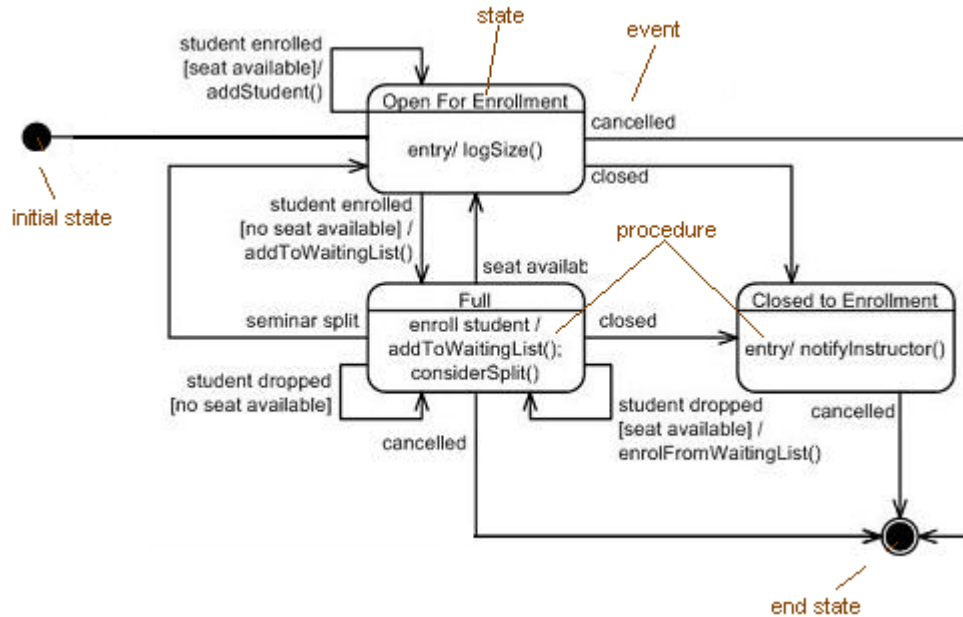 state
event
student enrolled
[seat available]/
addStudent()
Open For Enrollment
cancelled
entry/ logSize()
closed
initial state
student enrolled
[no seat available] /
addToWaitingList()
procedure
seat availab
Full
Closed to Enrollment
seminar split
enroll student /
addToWaitingList();
considerSplit()
closed
entry/ notifyInstructor()
student dropped
[no seat available]
student dropped
[seat available] /
enrolFromWaitingList()
cancelled
cancelled
end state